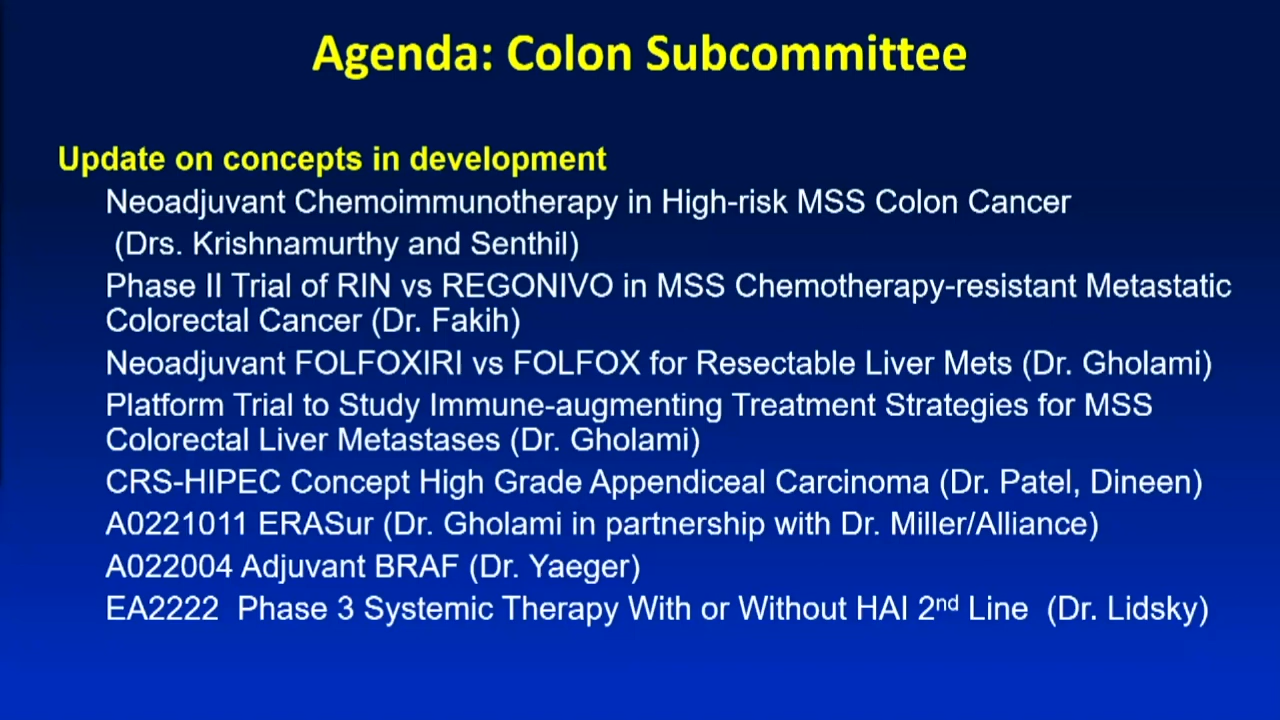 Agenda: Colon Subcommittee
Update on concepts in development
Neoadjuvant Chemoimmunotherapy in High-risk MSS Colon Cancer
(Drs. Krishnamurthy and Senthil)
Phase II Trial of RIN vs REGONIVO in MSS Chemotherapy-resistant Metastatic
Colorectal Cancer (Dr. Fakih)
Neoadjuvant FOLFOXIRI vs FOLFOX for Resectable Liver Mets (Dr. Gholami)
Platform Trial to Study Immune-augmenting Treatment Strategies for MSS
Colorectal Liver Metastases (Dr. Gholami)
CRS-HIPEC Concept High Grade Appendiceal Carcinoma (Dr. Patel, Dineen)
A0221011 ERASur (Dr. Gholami in partnership with Dr. Miller/Alliance)
A022004 Adjuvant BRAF (Dr. Yaeger)
EA2222  Phase 3 Systemic Therapy With or Without HAI 2nd Line  (Dr. Lidsky)